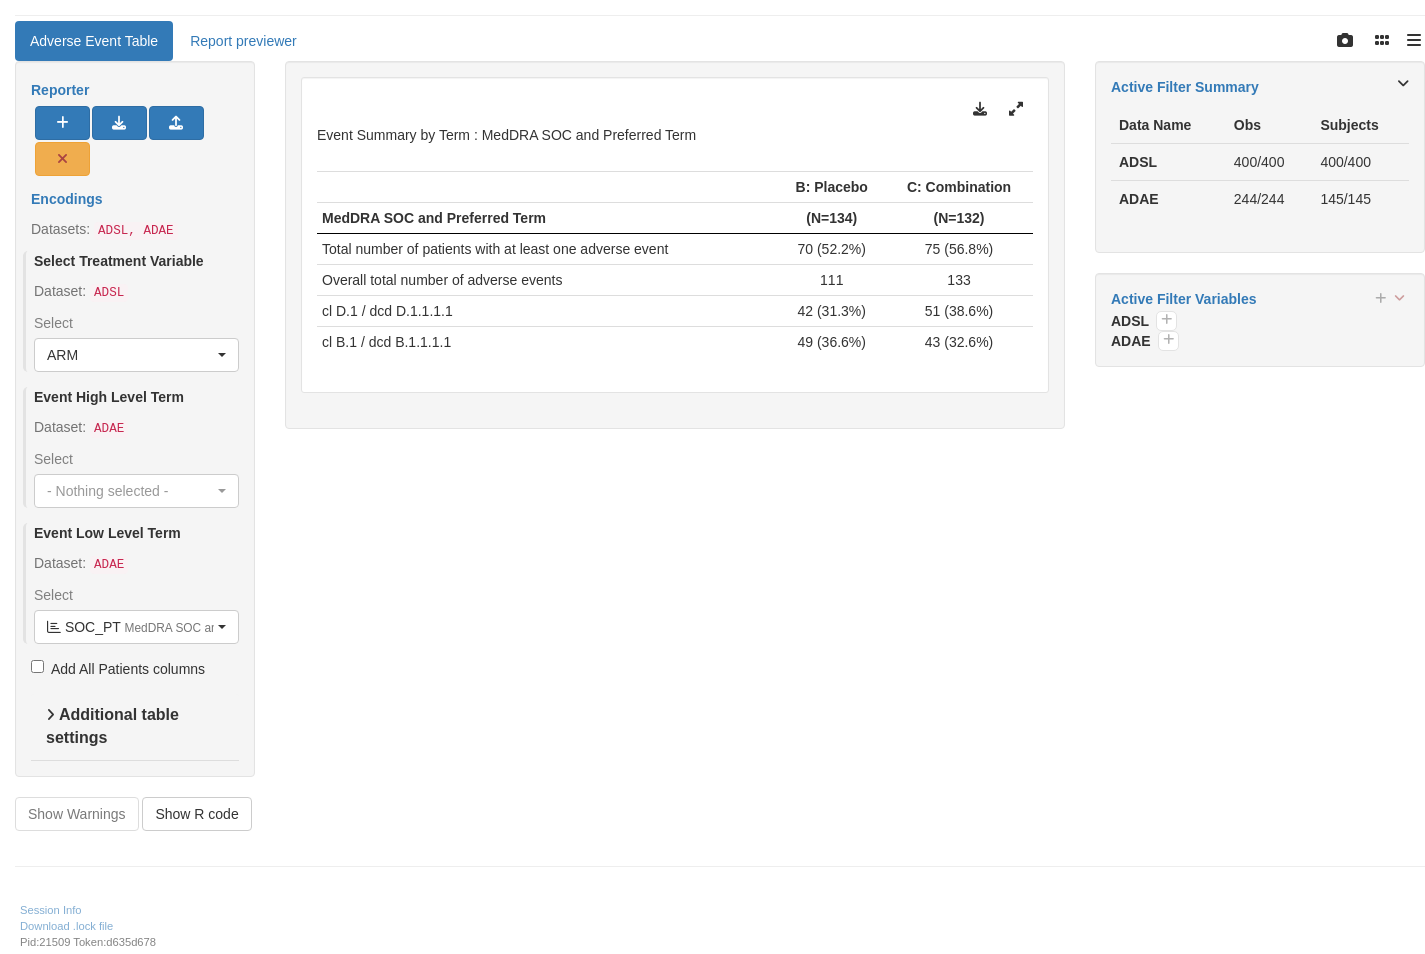 Adverse Event Table
Report previewer
Reporter
Encodings
Datasets: ADSL, ADAE
Select Treatment Variable
Dataset: ADSL
Select
ARM
Event High Level Term
Dataset: ADAE
Select
- Nothing selected -
Event Low Level Term
Dataset: ADAE
Select
SOC_PT MedDRA SOC ar
Add All Patients columns
Additional table
settings
Show Warnings
Show R code
Event Summary by Term : MedDRA SOC and Preferred Term
B: Placebo C: Combination
MedDRA SOC and Preferred Term (N=134) (N=132)
Total number of patients with at least one adverse event 70 (52.2%) 75 (56.8%)
Overall total number of adverse events 111 133
cl D.1 / dcd D.1.1.1.1 42 (31.3%) 51 (38.6%)
cl B.1 / dcd B.1.1.1.1 49 (36.6%) 43 (32.6%)
Active Filter Summary
Data Name Obs Subjects
ADSL 400/400 400/400
ADAE 244/244 145/145
Active Filter Variables
ADSL
ADAE
Session Info
Download .lock file
Pid:21509 Token:d635d678